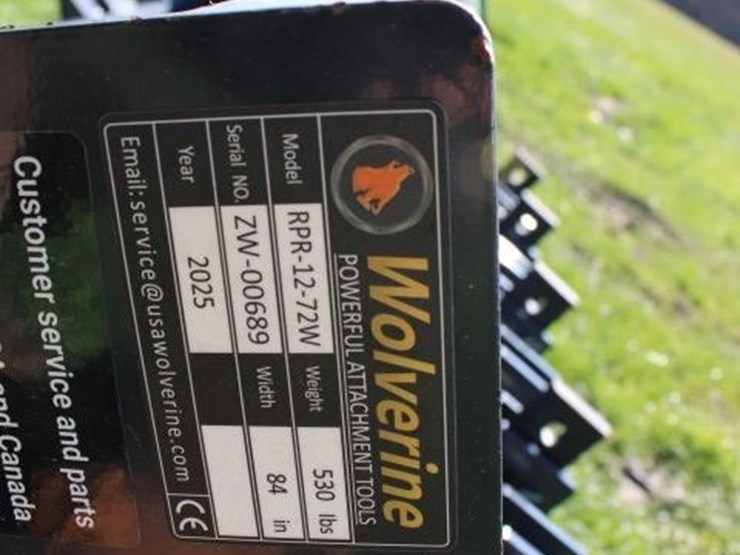 Wolverine
POWERFUL ATTACHMENT TOOLS
Model RPR-12-72W Weight 530 lbs
Serial NO. ZW-00689 Width 84 in
Year 2025
Email:service@usawolverine.com CE
Customer service and parts
and Canada